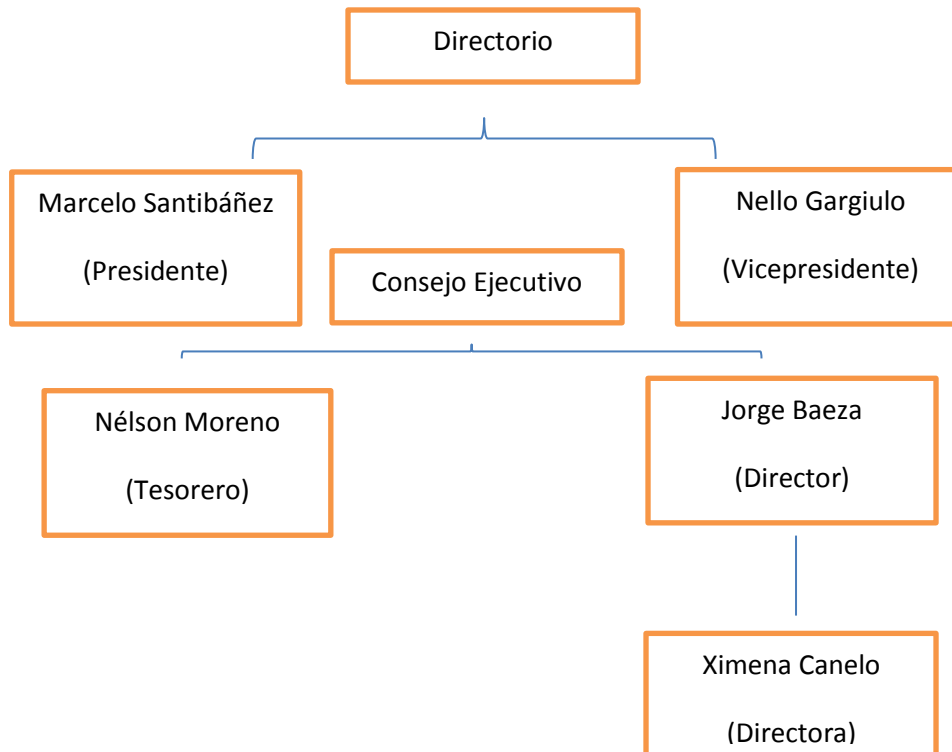 Directorio
Marcelo Santibáñez
(Presidente)
Nello Gargiulo
(Vicepresidente)
Consejo Ejecutivo
Nélson Moreno
(Tesorero)
Jorge Baeza
(Director)
Ximena Canelo
(Directora)